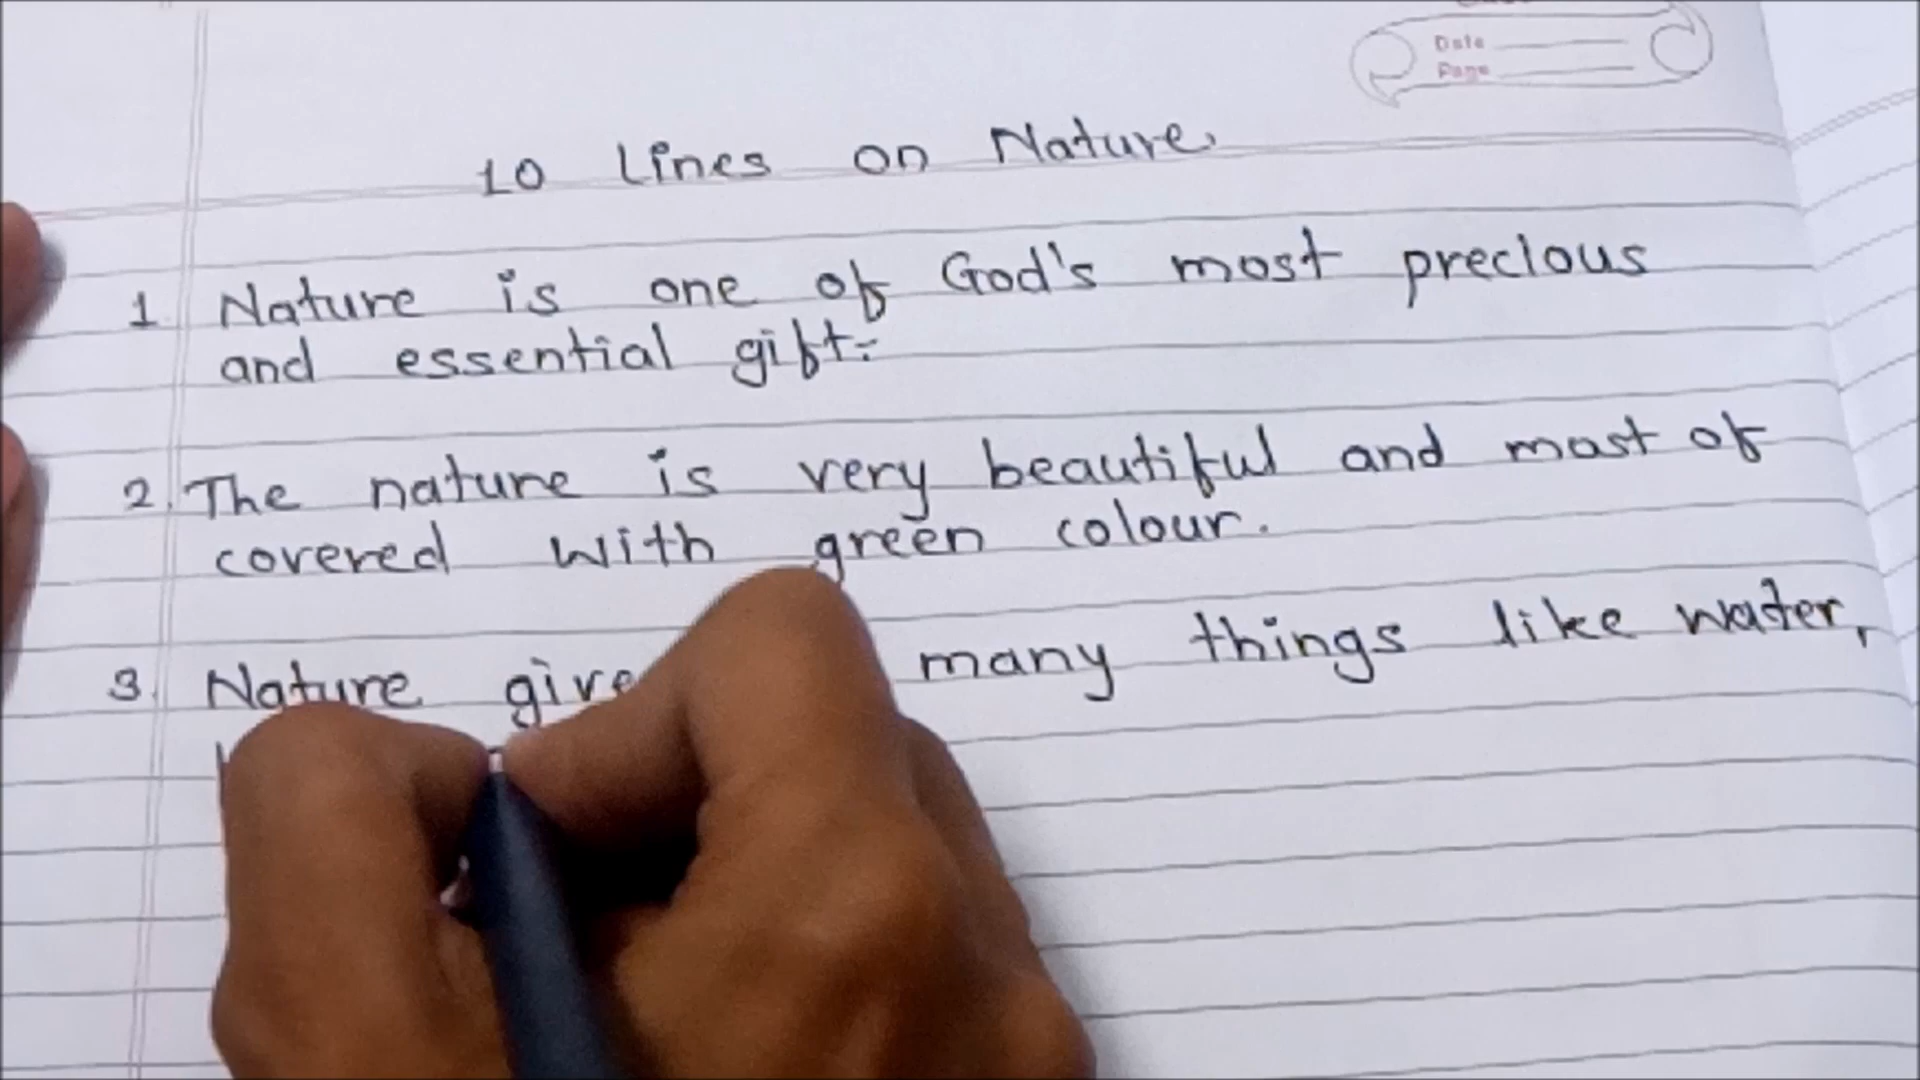 Date
Page
10 Lines on Nature.
1. Nature is one of God's most precious
and essential gift.
2. The nature is very beautiful and most of
covered with green colour.
3. Nature give many things like water,